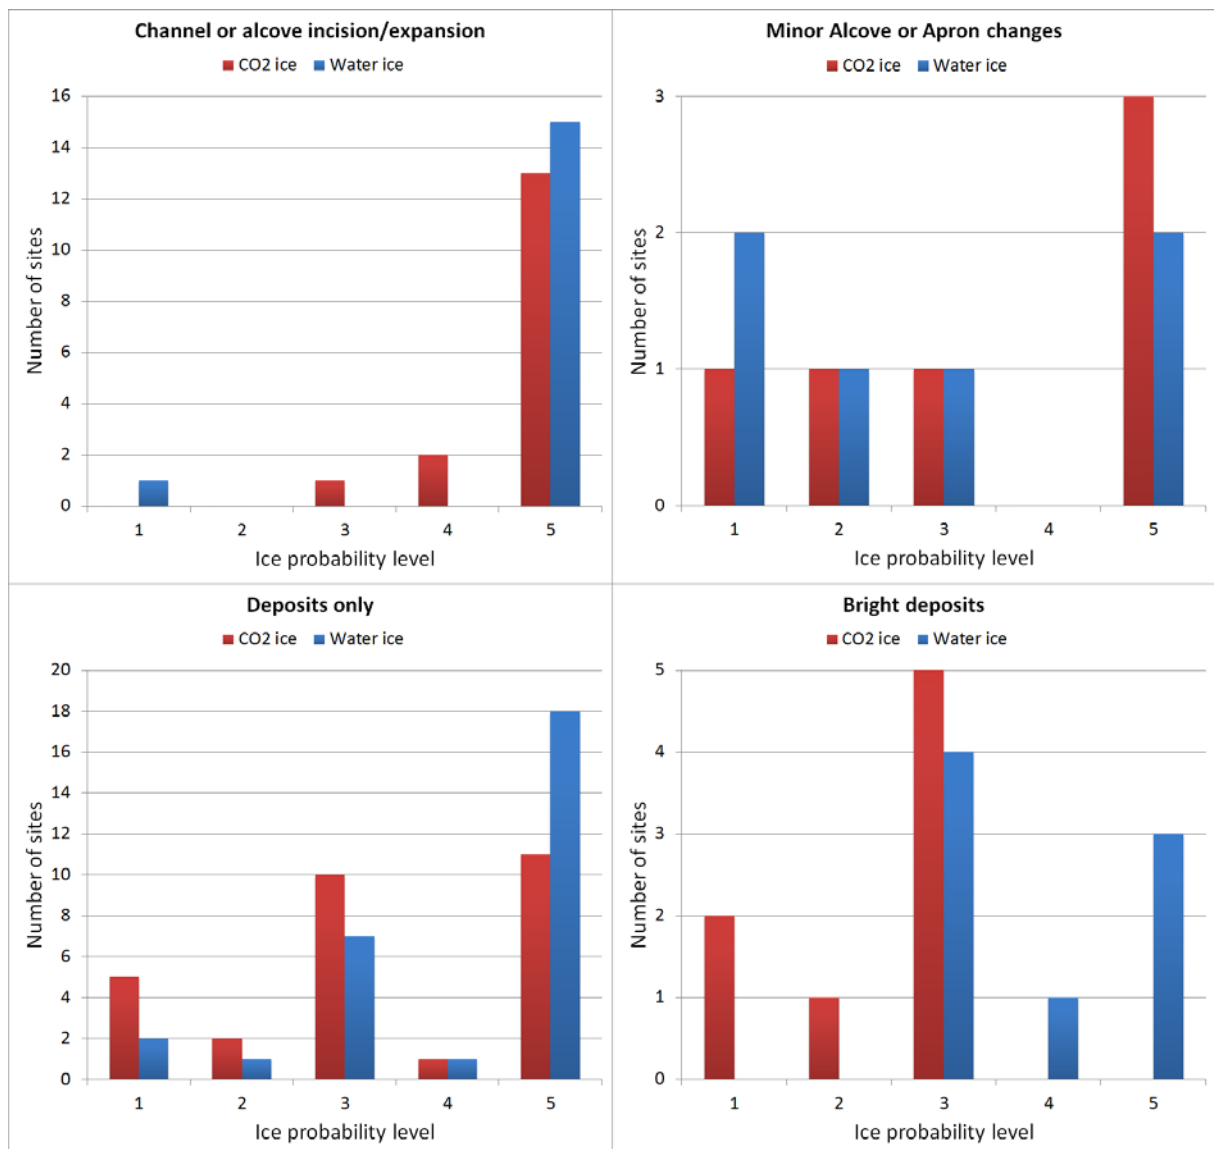 Channel or alcove incision/expansion
CO2 ice Water ice
16
14
12
10
8
6
4
2
0
Number of sites
1 2 3 4 5
Ice probability level
Minor Alcove or Apron changes
CO2 ice Water ice
3
2
1
0
Number of sites
1 2 3 4 5
Ice probability level
Deposits only
CO2 ice Water ice
20
18
16
14
12
10
8
6
4
2
0
Number of sites
1 2 3 4 5
Ice probability level
Bright deposits
CO2 ice Water ice
5
4
3
2
1
0
Number of sites
1 2 3 4 5
Ice probability level